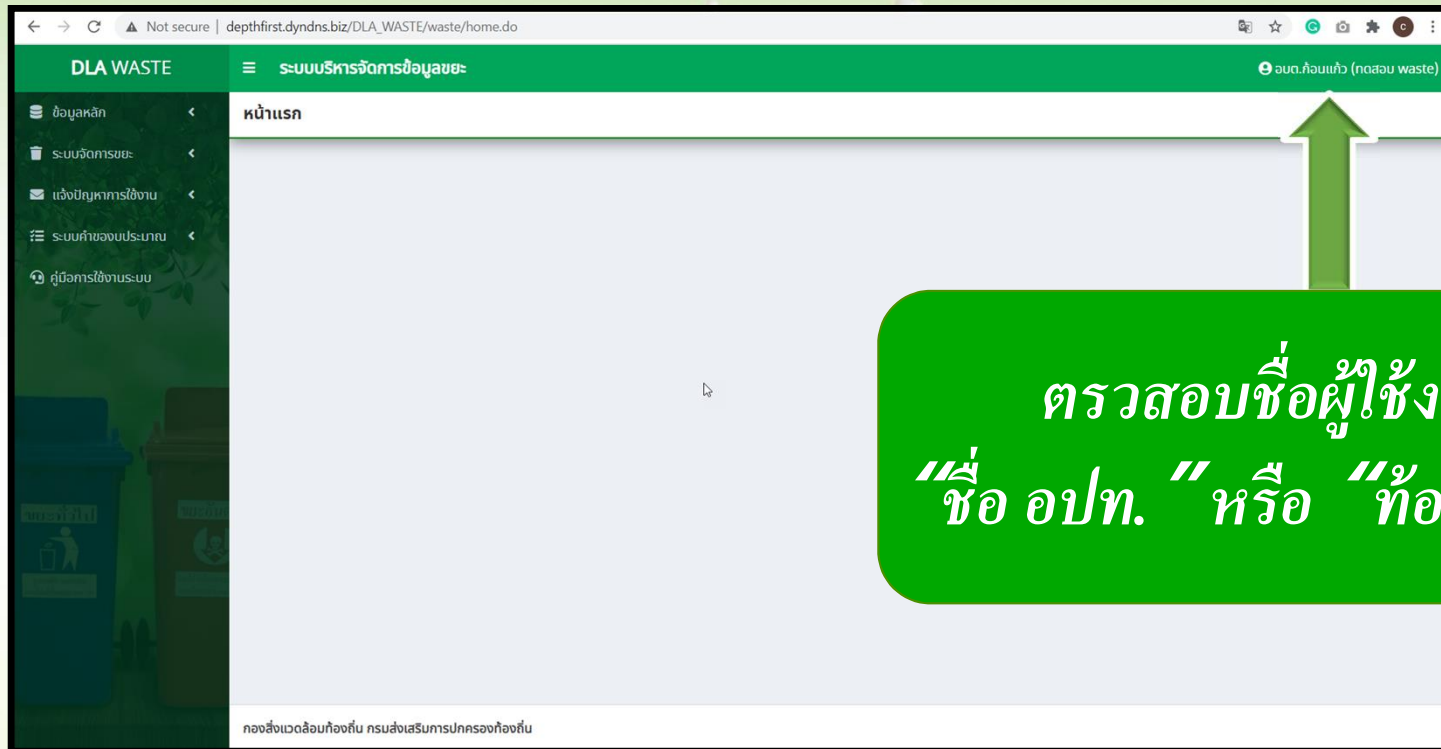 Not secure | depthfirst.dyndns.biz/DLA_WASTE/waste/home.do
DLA WASTE
ระบบบริหารจัดการข้อมูลขยะ
อบต.ก้อนแก้ว (ทดสอบ waste)
ข้อมูลหลัก
หน้าแรก
ระบบจัดการขยะ
แจ้งปัญหาการใช้งาน
ระบบคำของบประมาณ
คู่มือการใช้งานระบบ
ตรวสอบชื่อผู้ใช้ง
“ชื่อ อปท. ” หรือ “ท้อ
ขยะทั่วไป
กองสิ่งแวดล้อมท้องถิ่น กรมส่งเสริมการปกครองท้องถิ่น